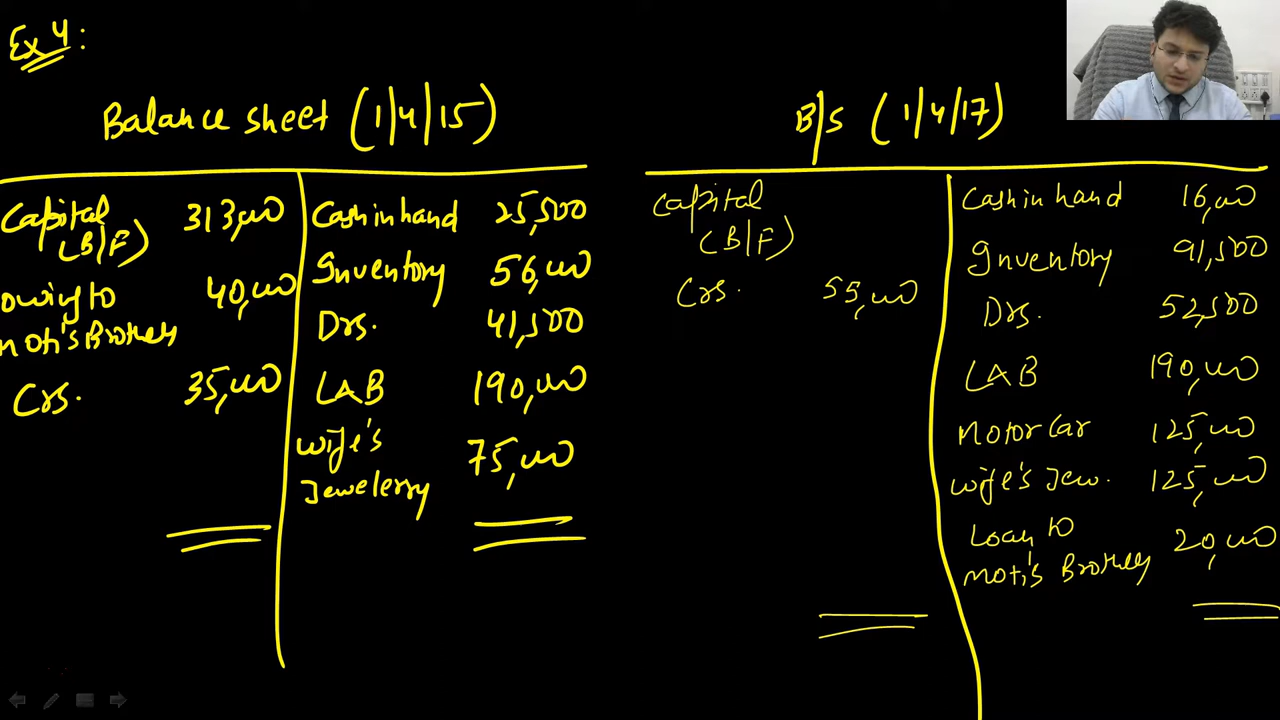 Ex 4:
Balance sheet (1/4/15)
Capital 313,000 Cash in hand 25,500
(B/F)
owing to 40,000 Inventory 56,000
Moti's Brother Drs. 41,500
Crs. 35,000 LAB 190,000
wife's 75,000
Jewelerry
B/S (1/4/17)
Capital Cash in hand 16,000
(B/F) Inventory 91,500
Crs. 55,000 Drs. 52,500
LAB 190,000
Motor Car 125,000
wife's Jew. 125,000
Loan to 20,000
Moti's Brother